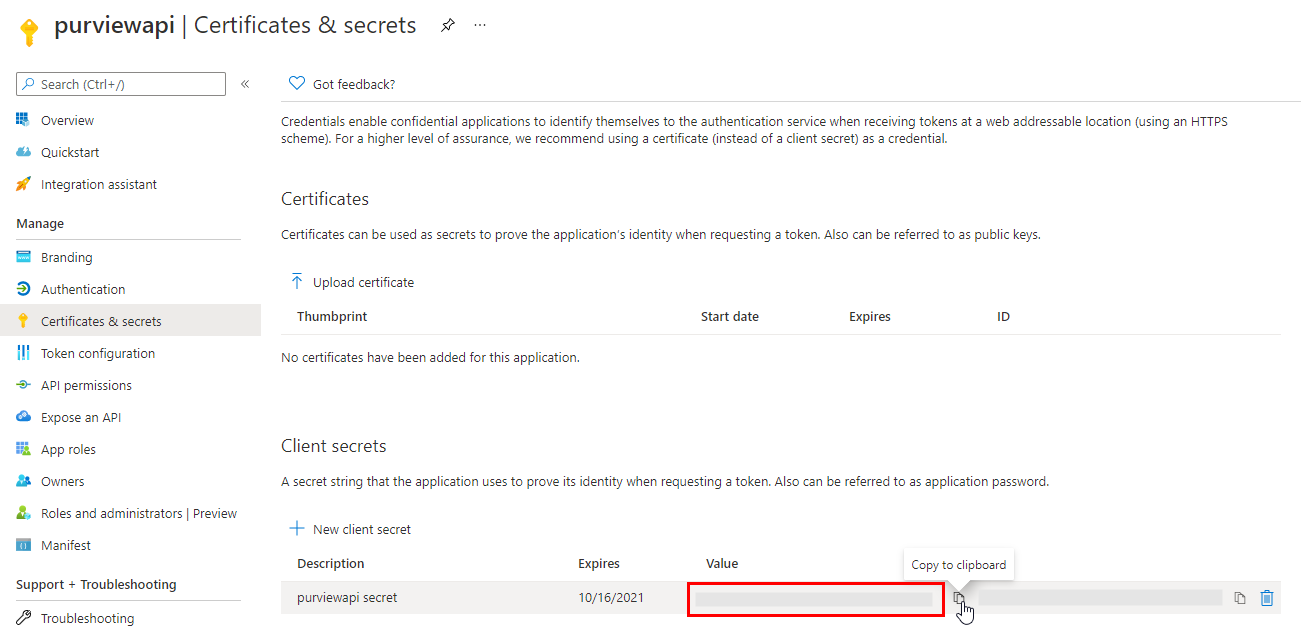 purviewapi | Certificates & secrets
Search (Ctrl+/)
Overview
Quickstart
Integration assistant
Manage
Branding
Authentication
Certificates & secrets
Token configuration
API permissions
Expose an API
App roles
Owners
Roles and administrators | Preview
Manifest
Support + Troubleshooting
Troubleshooting
Got feedback?
Credentials enable confidential applications to identify themselves to the authentication service when receiving tokens at a web addressable location (using an HTTPS
scheme). For a higher level of assurance, we recommend using a certificate (instead of a client secret) as a credential.
Certificates
Certificates can be used as secrets to prove the application's identity when requesting a token. Also can be referred to as public keys.
Upload certificate
Thumbprint Start date Expires ID
No certificates have been added for this application.
Client secrets
A secret string that the application uses to prove its identity when requesting a token. Also can be referred to as application password.
New client secret
Description Expires Value
Copy to clipboard
purviewapi secret 10/16/2021